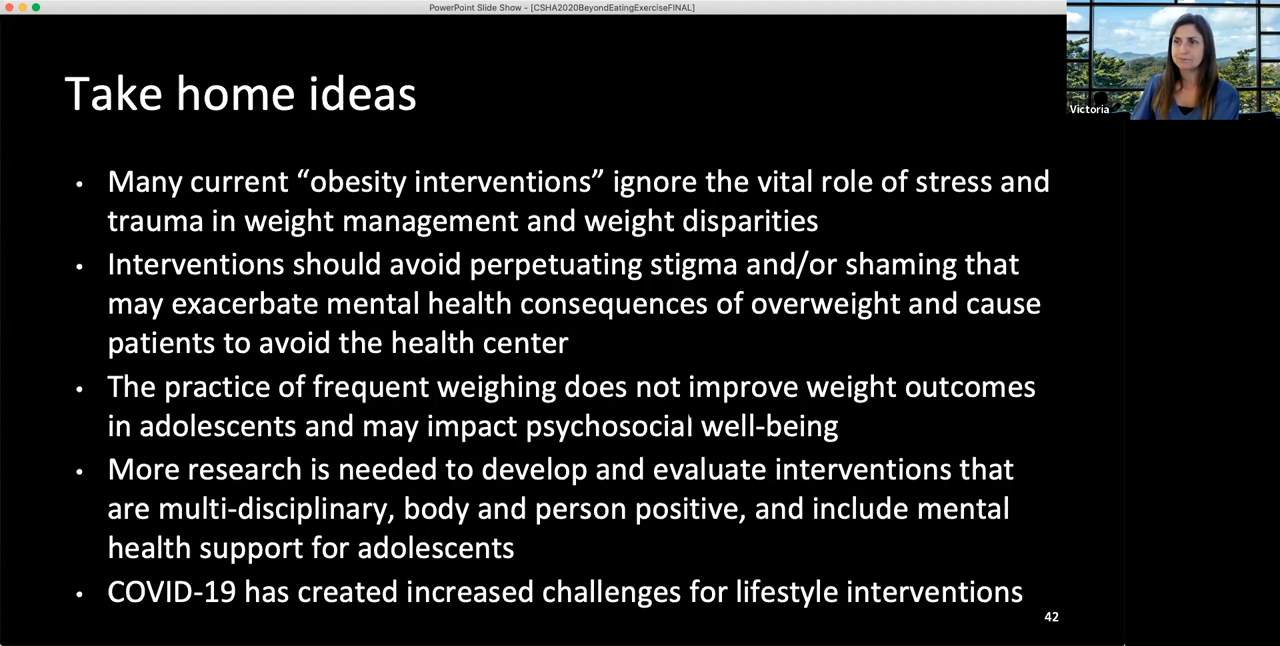 PowerPoint Slide Show - [CSHA2020BeyondEatingExerciseFINAL]
Victoria
Take home ideas
• Many current “obesity interventions” ignore the vital role of stress and
trauma in weight management and weight disparities
• Interventions should avoid perpetuating stigma and/or shaming that
may exacerbate mental health consequences of overweight and cause
patients to avoid the health center
• The practice of frequent weighing does not improve weight outcomes
in adolescents and may impact psychosocial well-being
• More research is needed to develop and evaluate interventions that
are multi-disciplinary, body and person positive, and include mental
health support for adolescents
• COVID-19 has created increased challenges for lifestyle interventions
42